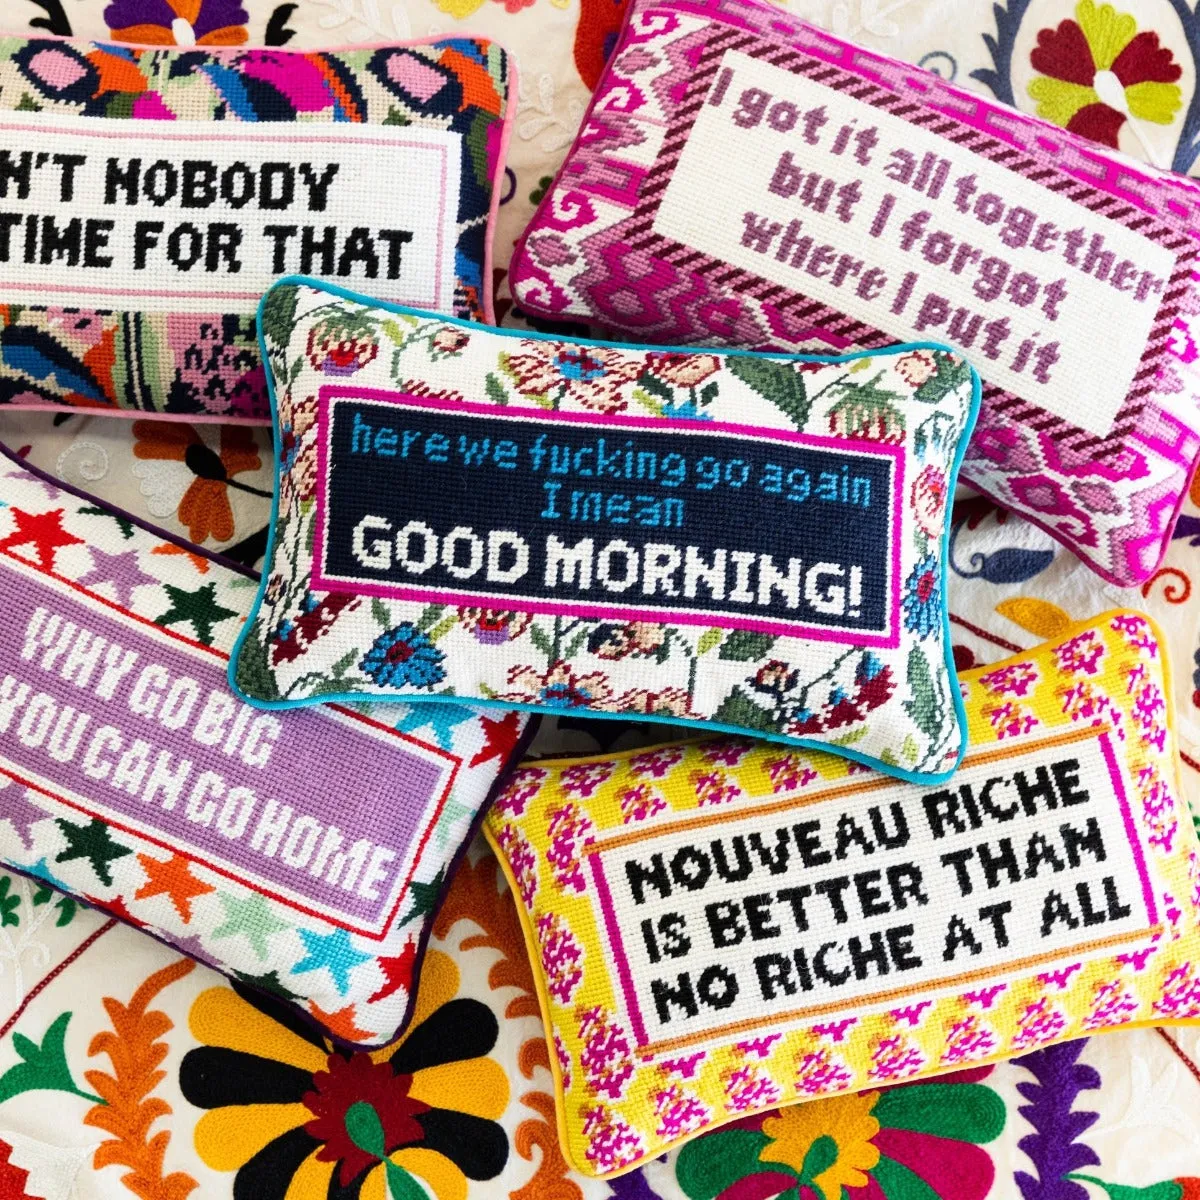 N'T NOBODY
TIME FOR THAT
I got it all together
but I forgot
where I put it
here we fucking go again
I mean
GOOD MORNING!
WHY GO BIG
YOU CAN GO HOME
NOUVEAU RICHE
IS BETTER THAN
NO RICHE AT ALL